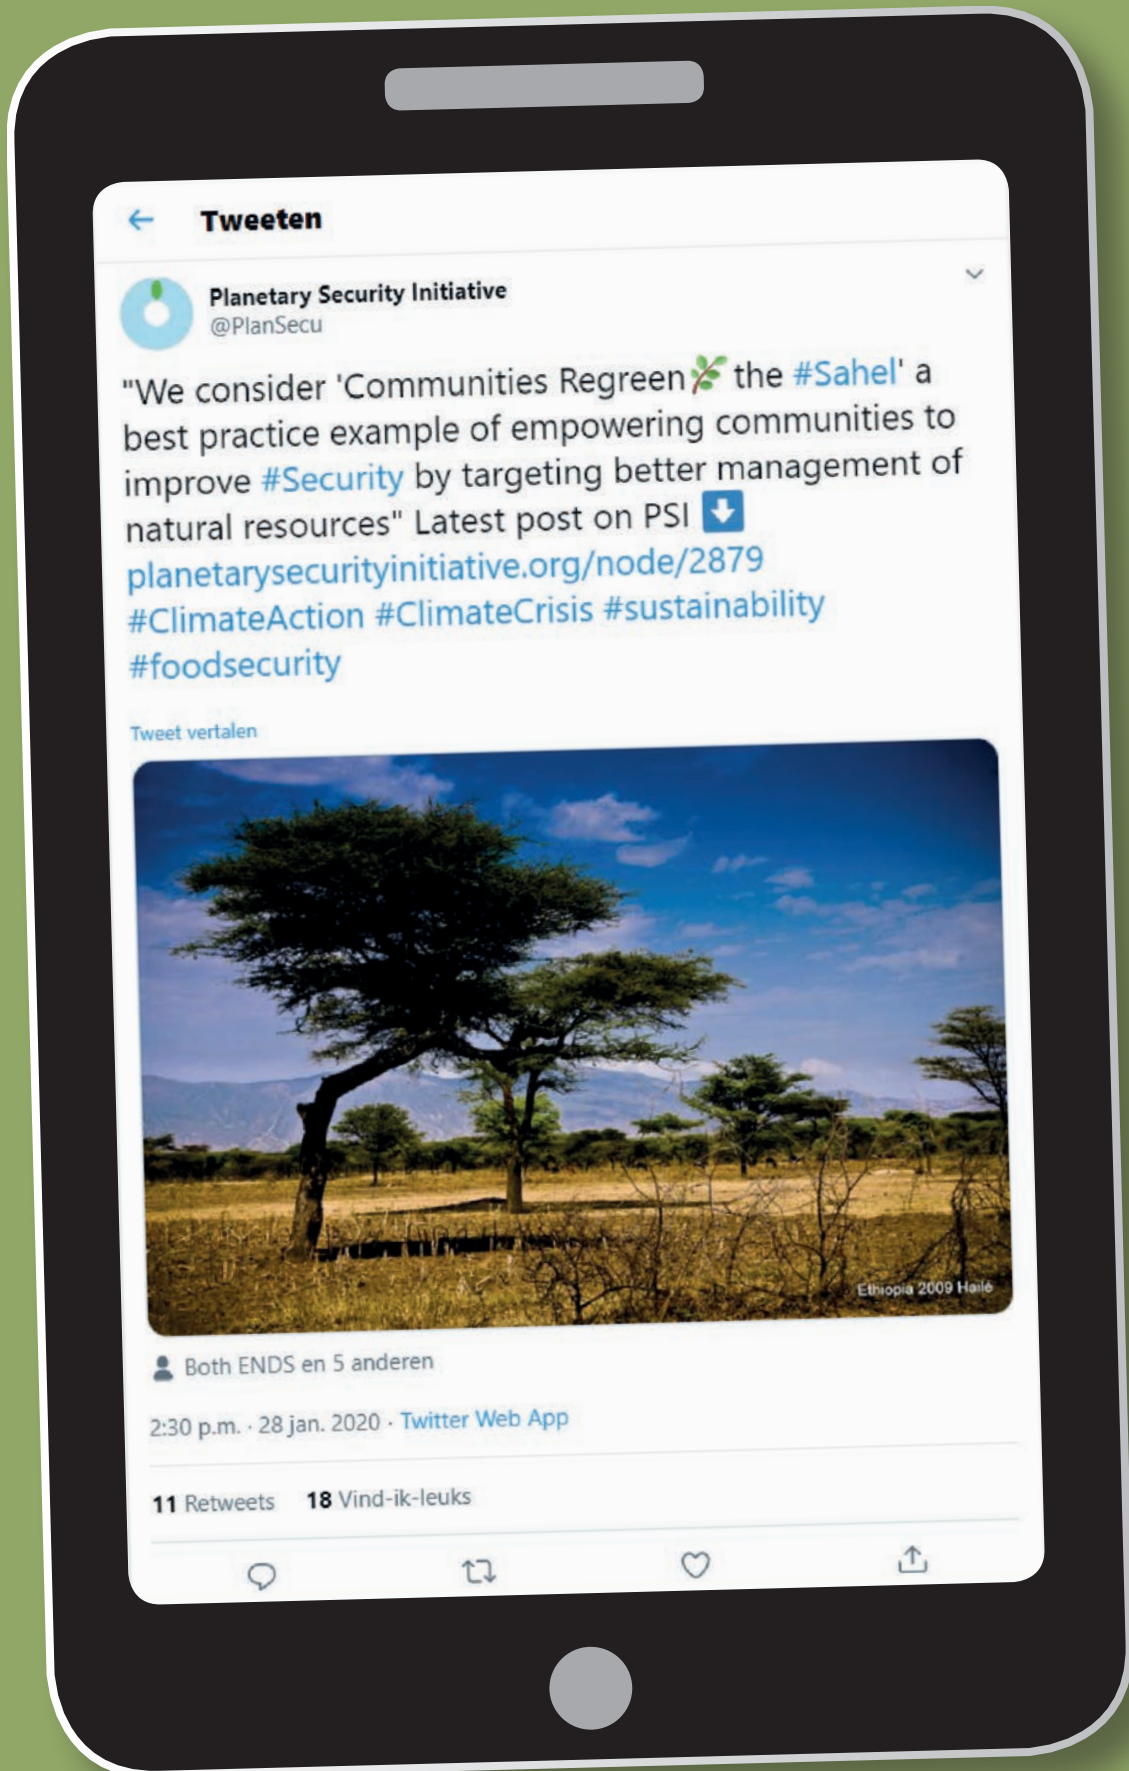 Tweeten
Planetary Security Initiative
@PlanSecu
"We consider 'Communities Regreen🌿 the #Sahel' a
best practice example of empowering communities to
improve #Security by targeting better management of
natural resources" Latest post on PSI ⬇️
planetarysecurityinitiative.org/node/2879
#ClimateAction #ClimateCrisis #sustainability
#foodsecurity
Tweet vertalen
Ethiopia 2009 Hailé
Both ENDS en 5 anderen
2:30 p.m. · 28 jan. 2020 · Twitter Web App
11 Retweets 18 Vind-ik-leuks